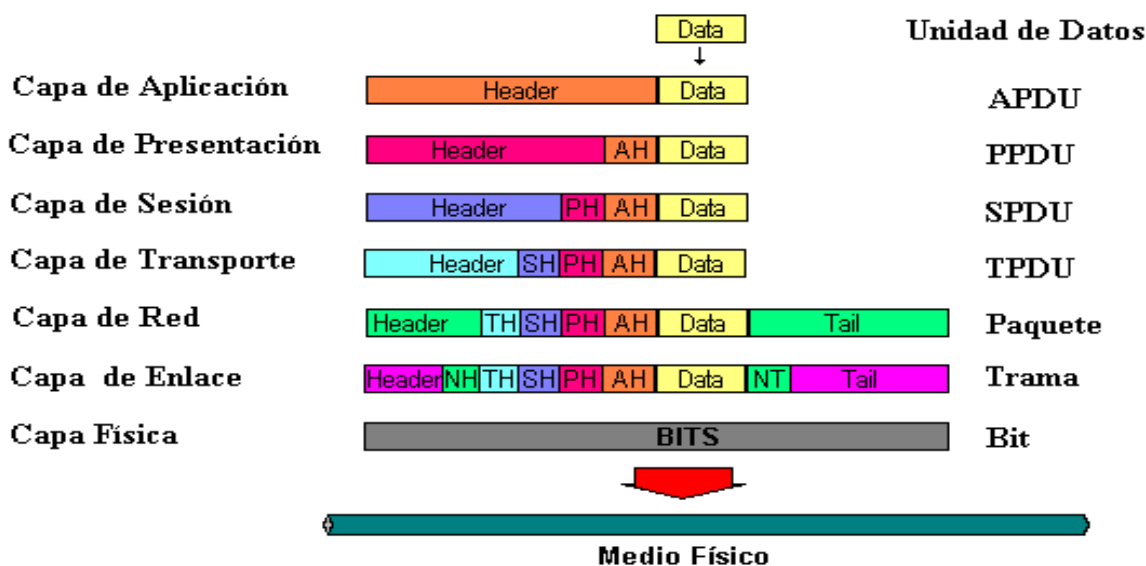 Data Unidad de Datos
Capa de Aplicación Header Data APDU
Capa de Presentación Header AH Data PPDU
Capa de Sesión Header PH AH Data SPDU
Capa de Transporte Header SH PH AH Data TPDU
Capa de Red Header TH SH PH AH Data Tail Paquete
Capa de Enlace Header NH TH SH PH AH Data NT Tail Trama
Capa Física BITS Bit
Medio Físico